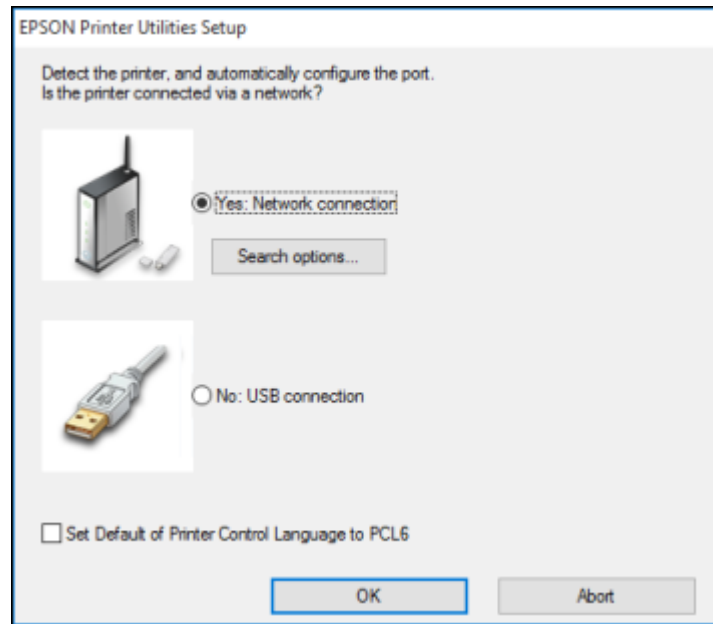 EPSON Printer Utilities Setup
Detect the printer, and automatically configure the port.
Is the printer connected via a network?
Yes: Network connection
Search options...
No: USB connection
Set Default of Printer Control Language to PCL6
OK
Abort